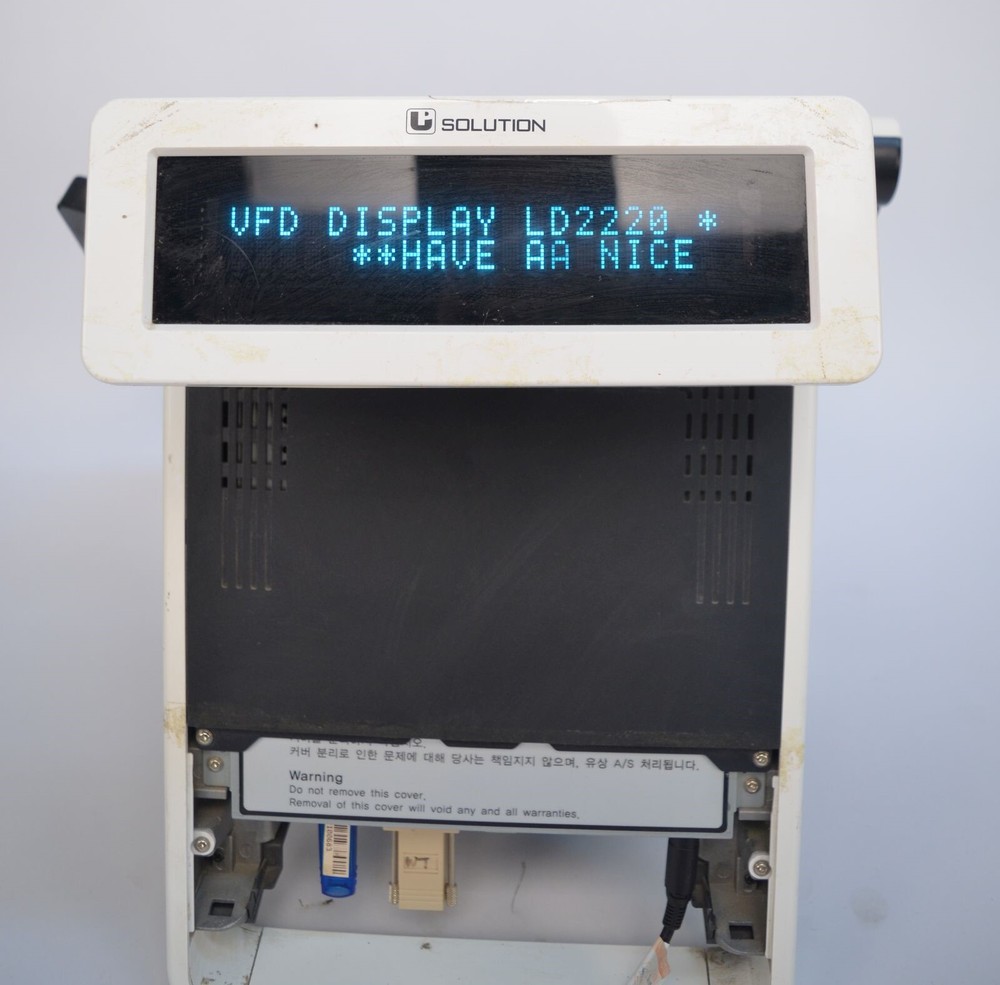 SOLUTION
VFD DISPLAY LD2220 *
**HAVE AA NICE
커버 분리로 인한 문제에 대해 당사는 책임지지 않으며, 유상 A/S 처리됩니다.
Warning
Do not remove this cover.
Removal of this cover will void any and all warranties.